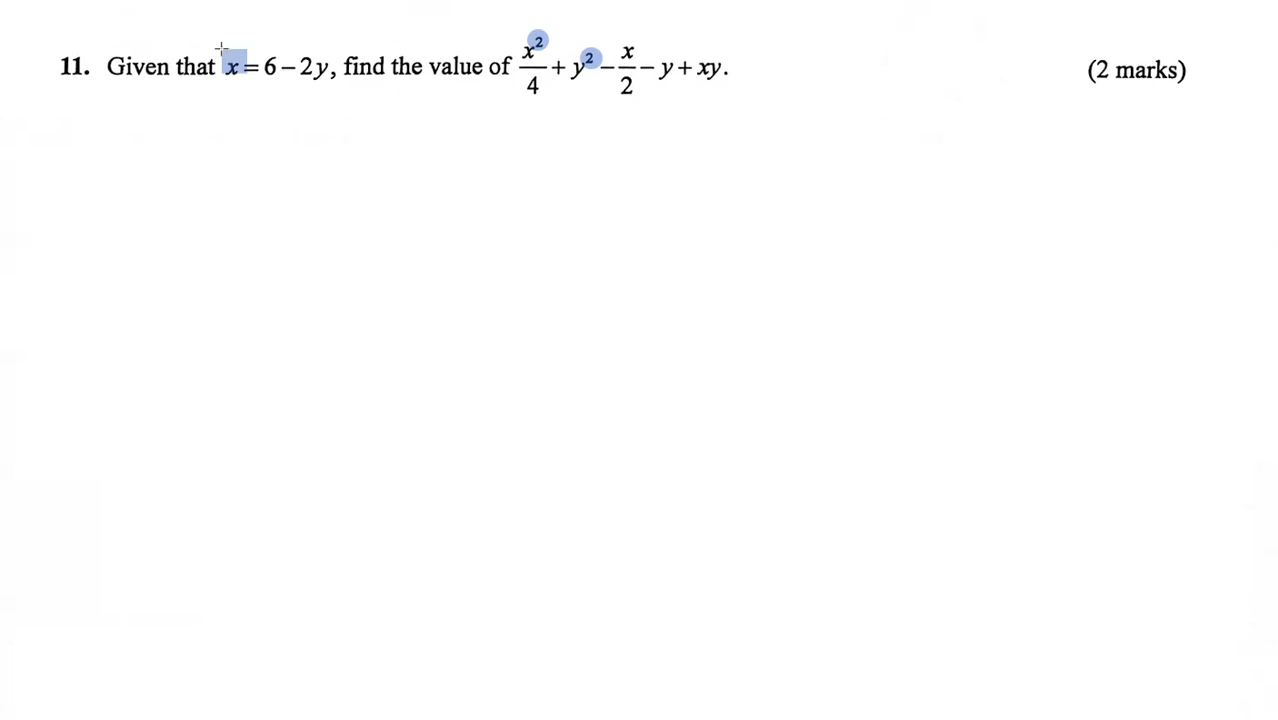 11. Given that x = 6 − 2y, find the value of x²/4 + y² − x/2 − y + xy. (2 marks)